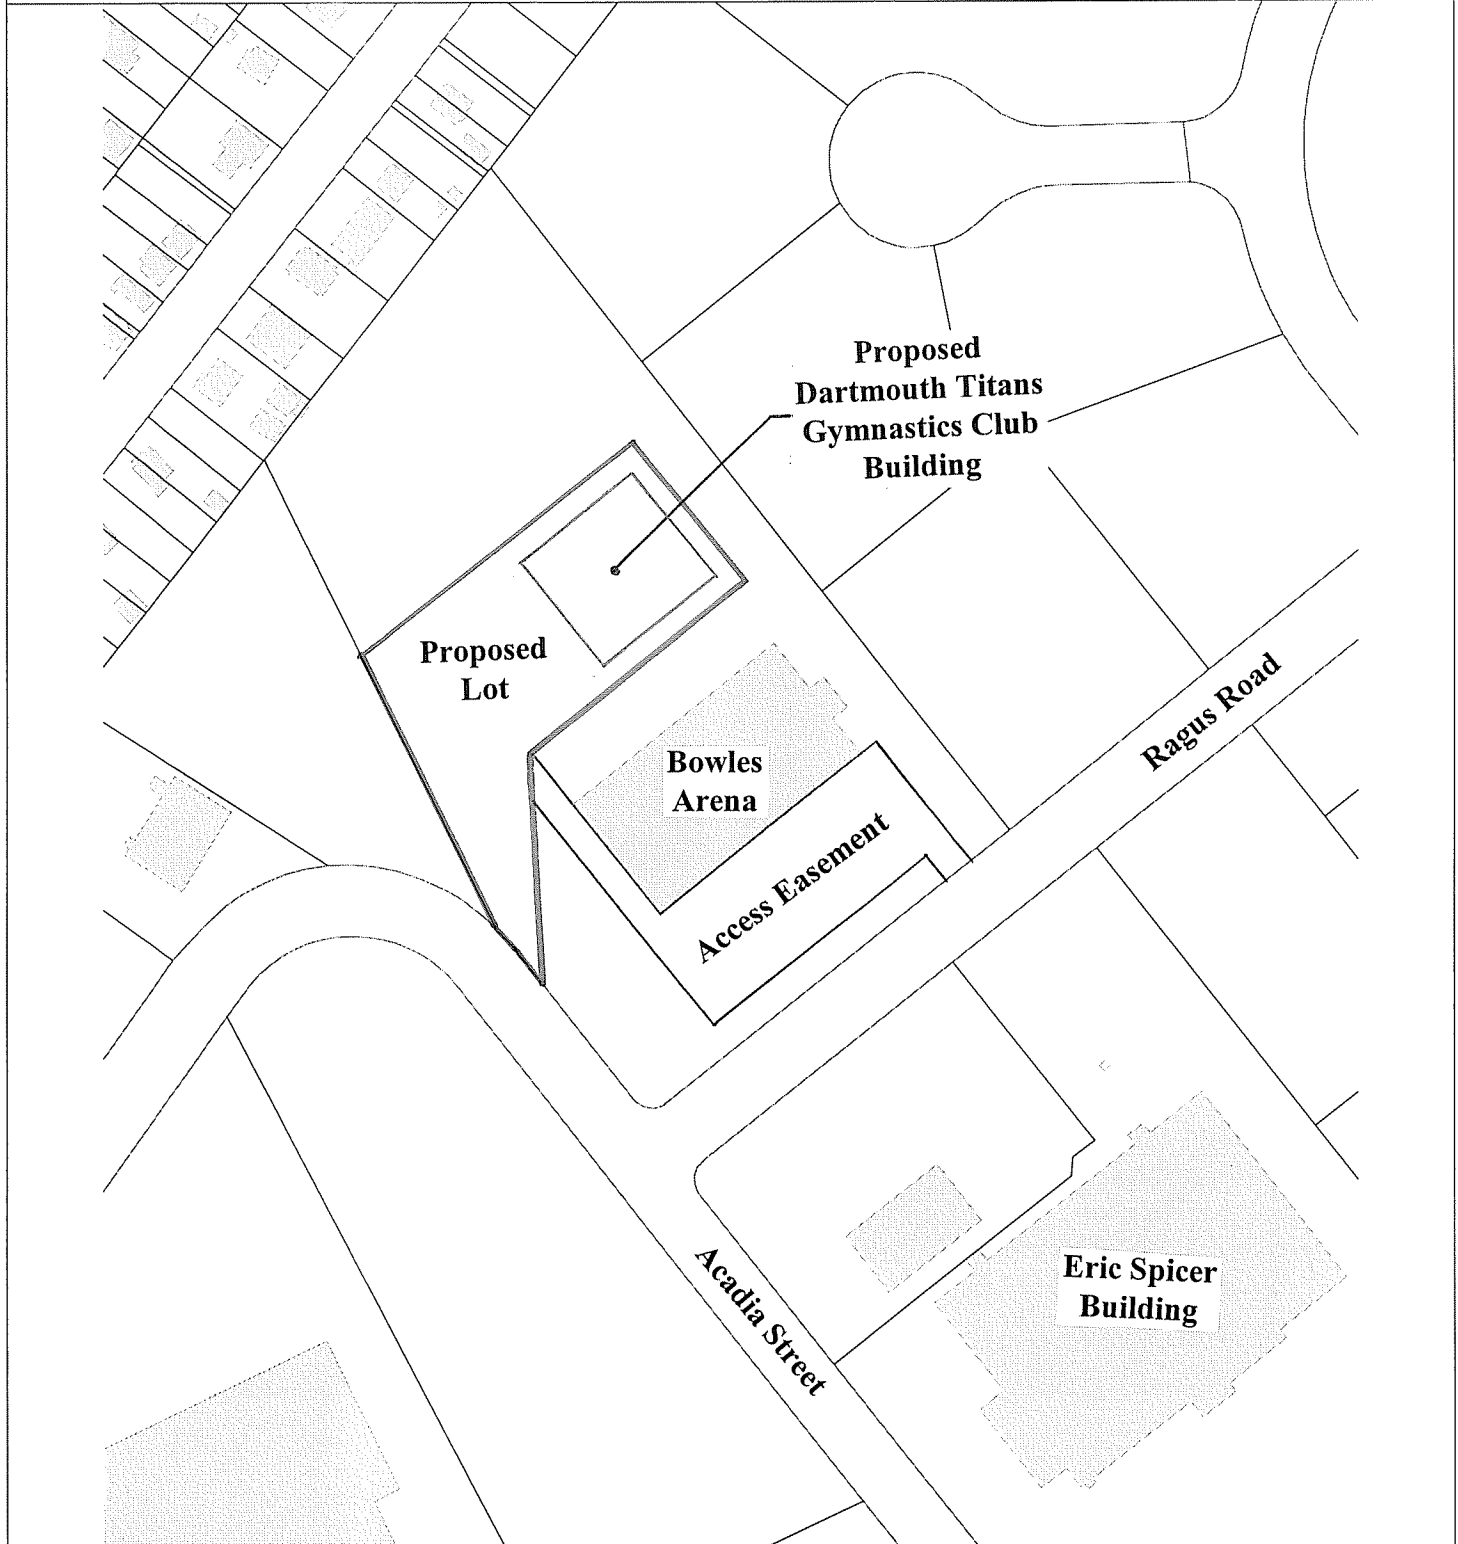 Proposed
Dartmouth Titans
Gymnastics Club
Building
Proposed
Lot
Bowles
Arena
Access Easement
Ragus Road
Acadia Street
Eric Spicer
Building